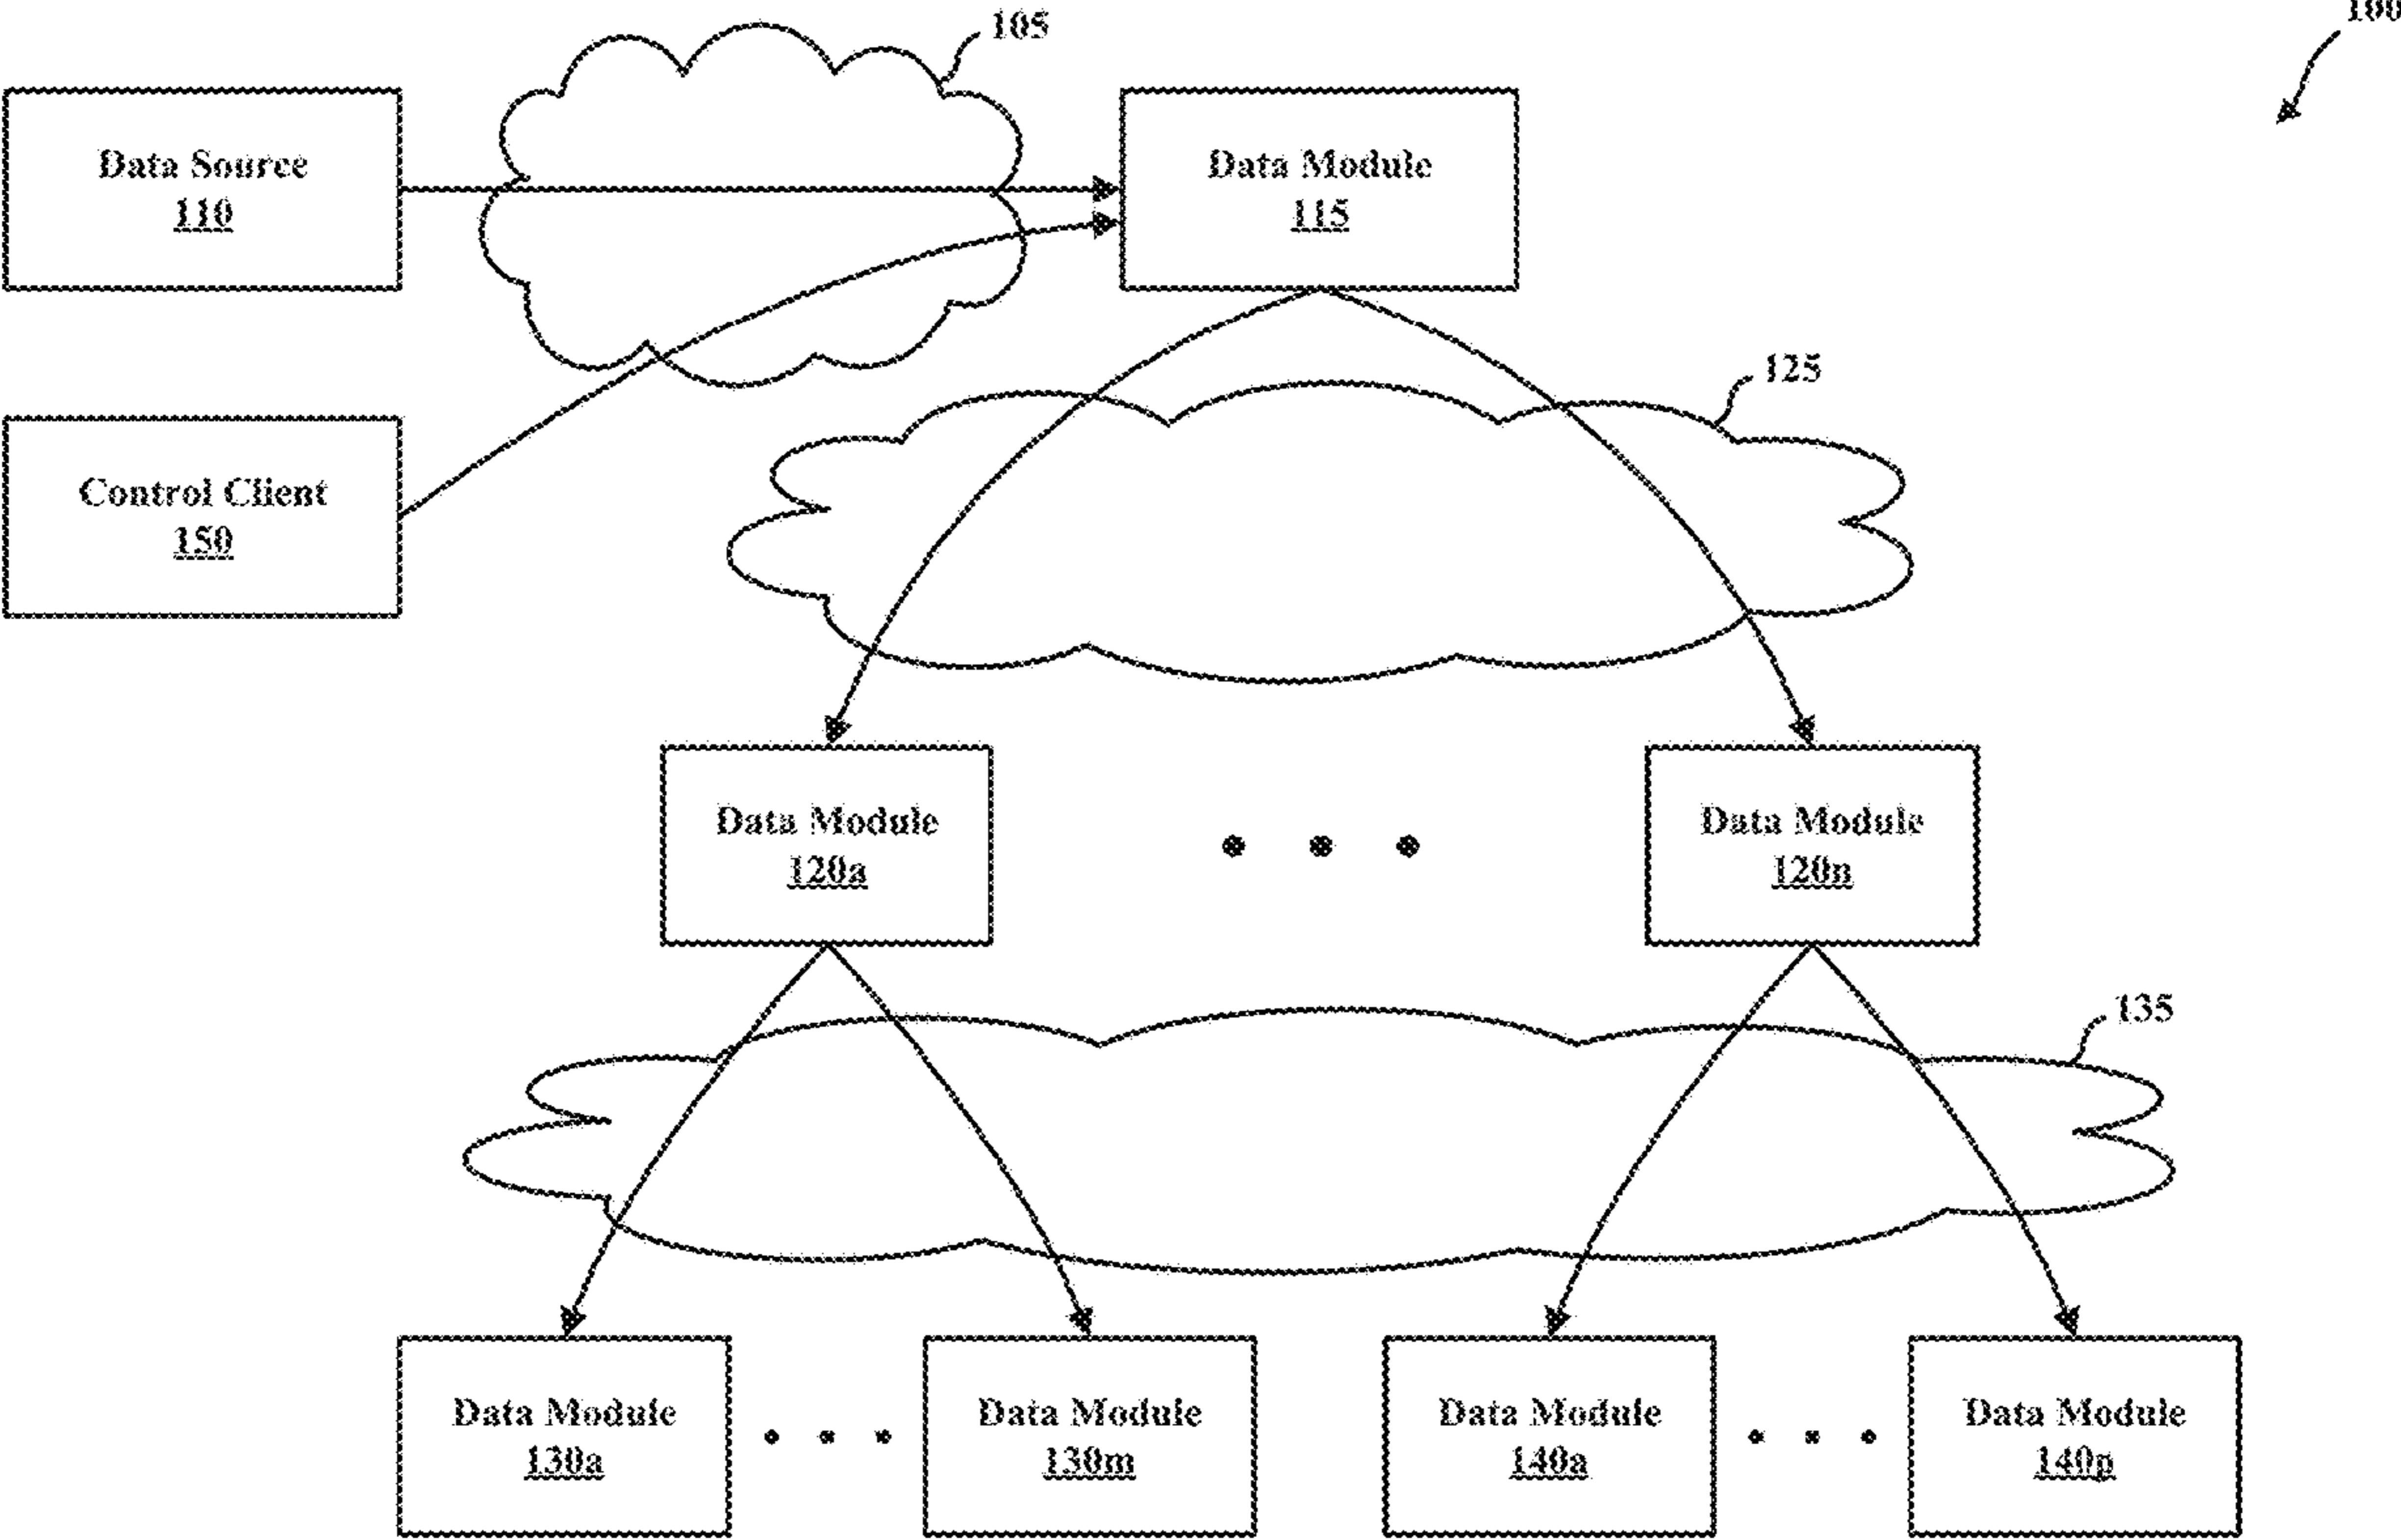 105
100
Data Source
110
Data Module
115
125
Control Client
150
Data Module
120a
Data Module
120n
135
Data Module
130a
Data Module
130m
Data Module
140a
Data Module
140p